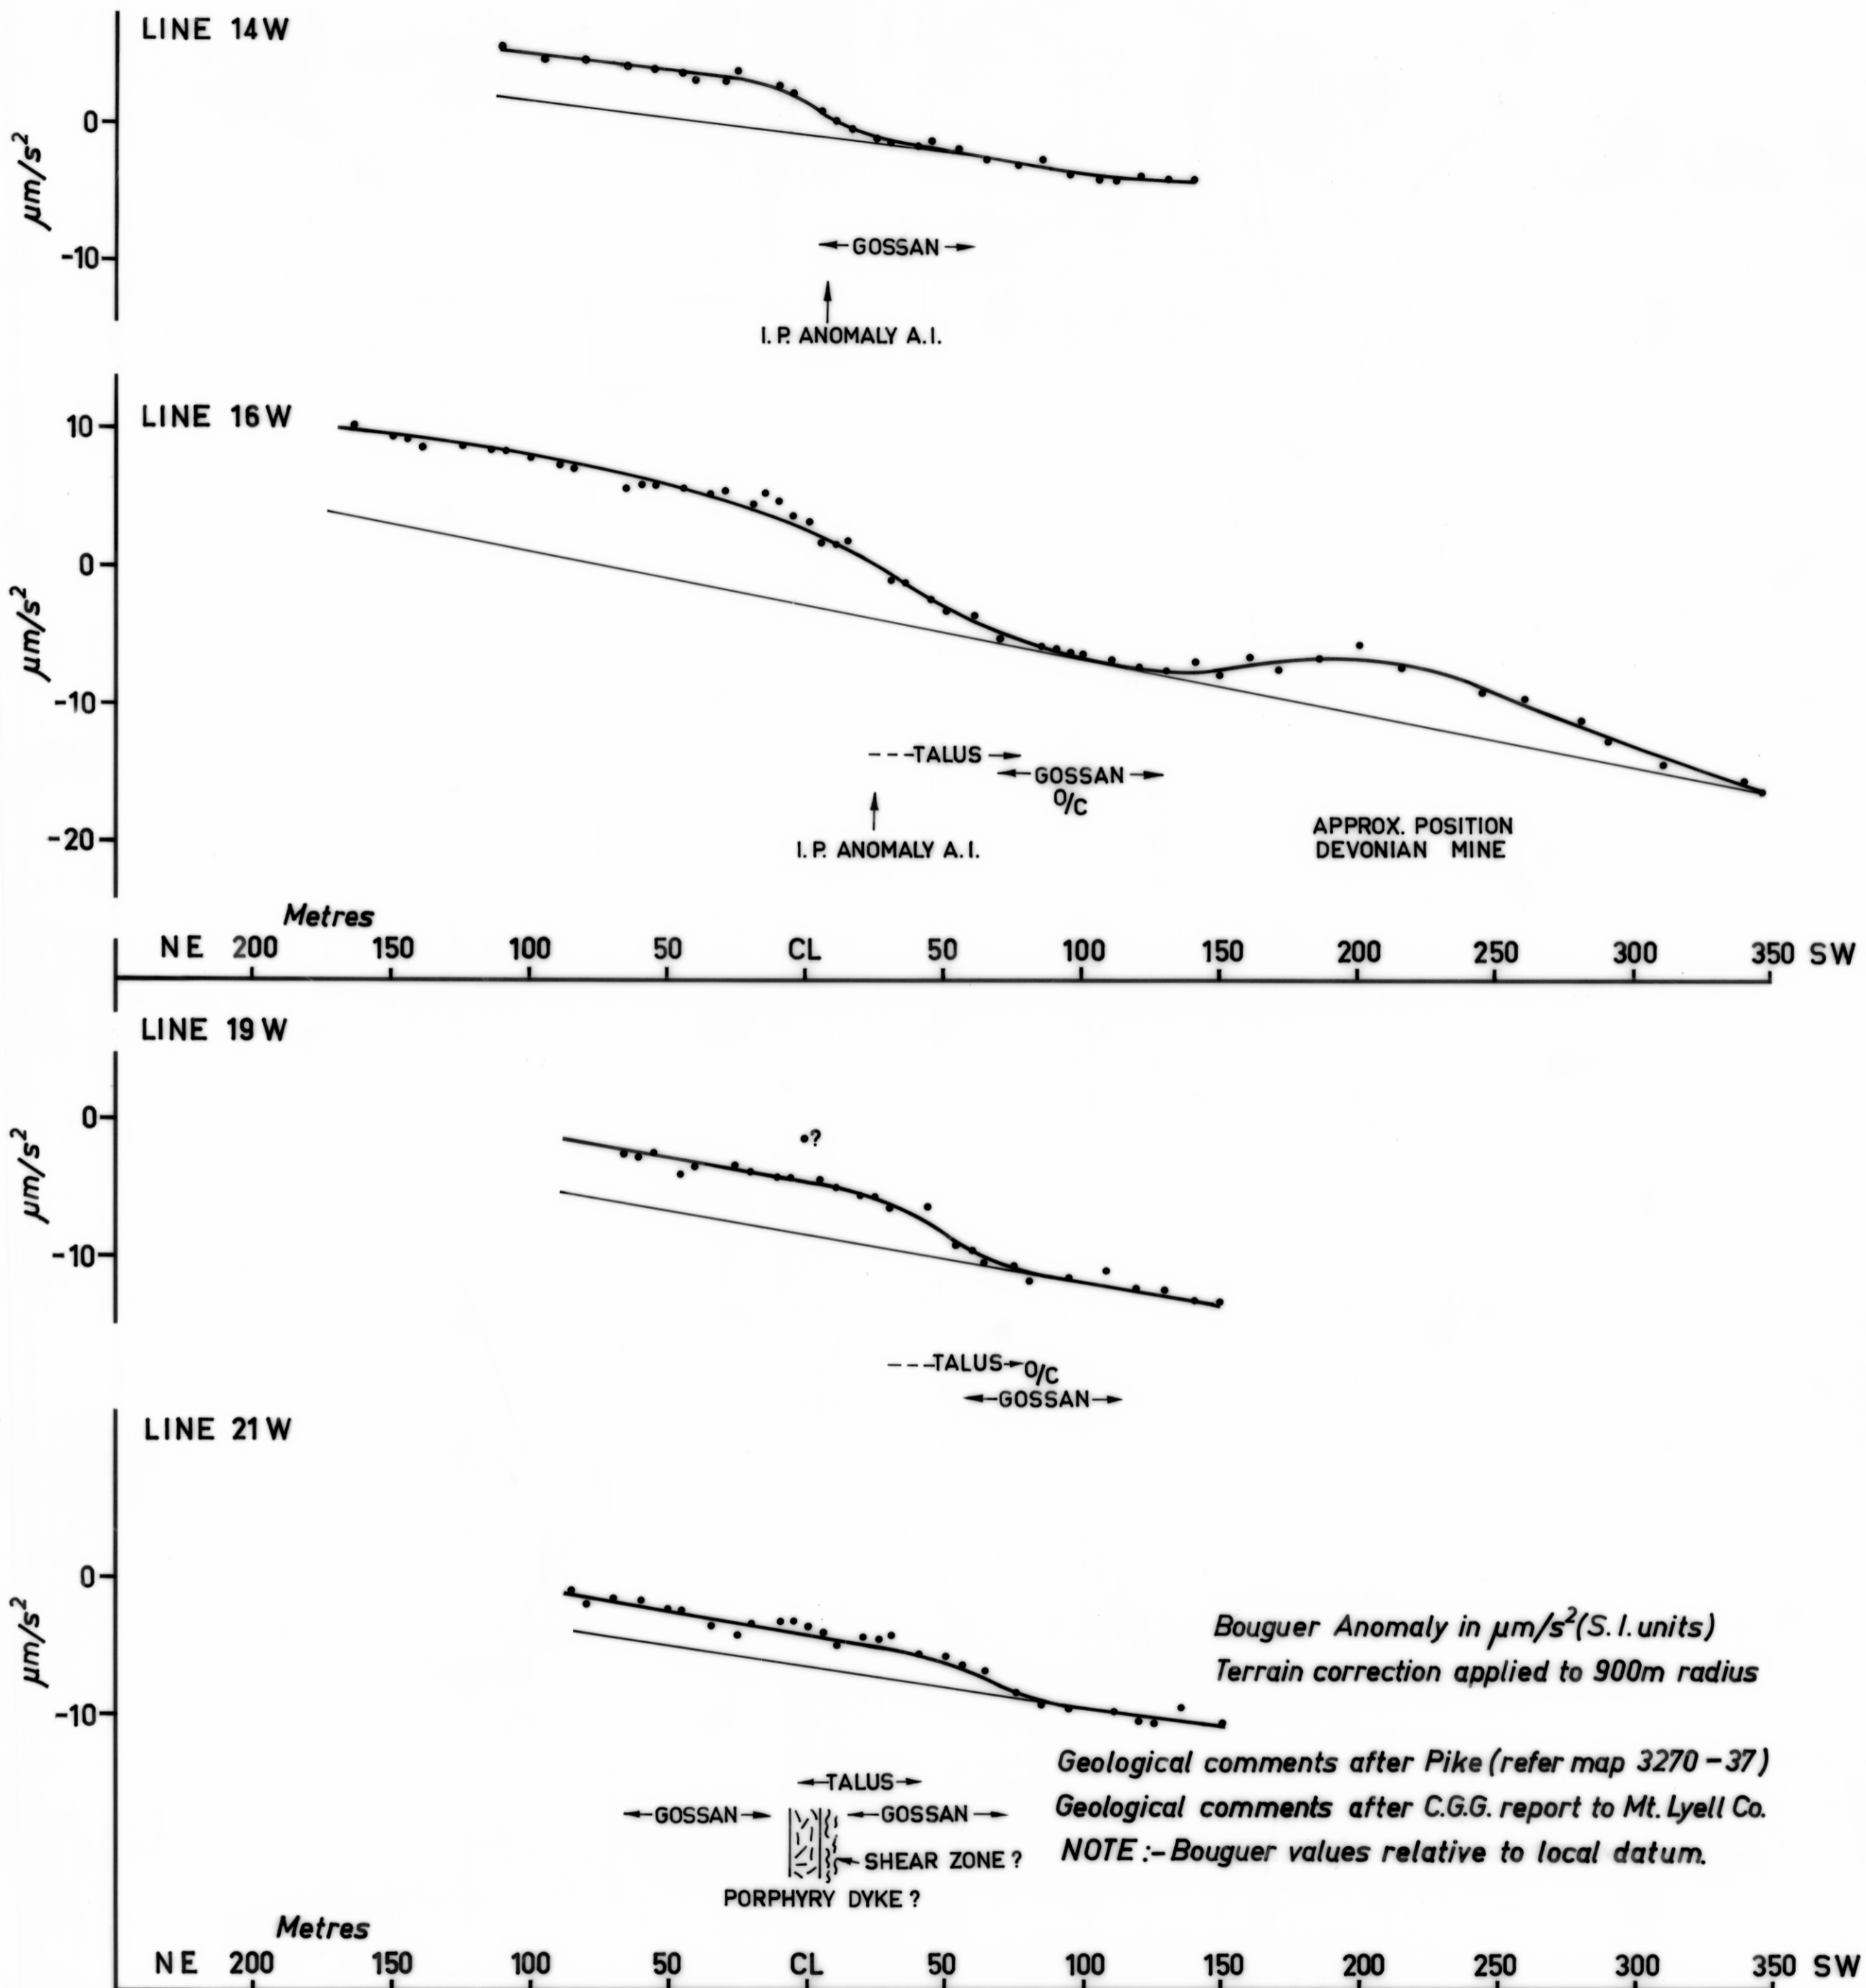 LINE 14W
0
-10
μm/s²
GOSSAN
I.P. ANOMALY A.I.
LINE 16W
10
0
-10
-20
μm/s²
TALUS
GOSSAN
O/C
I.P. ANOMALY A.I.
APPROX. POSITION
DEVONIAN MINE
Metres
NE 200 150 100 50 CL 50 100 150 200 250 300 350 SW
LINE 19W
0
-10
μm/s²
?
TALUS O/C
GOSSAN
LINE 21W
0
-10
μm/s²
Bouguer Anomaly in μm/s² (S.I. units)
Terrain correction applied to 900m radius
Geological comments after Pike (refer map 3270-37)
Geological comments after C.G.G. report to Mt. Lyell Co.
NOTE :- Bouguer values relative to local datum.
TALUS
GOSSAN GOSSAN
SHEAR ZONE ?
PORPHYRY DYKE ?
Metres
NE 200 150 100 50 CL 50 100 150 200 250 300 350 SW